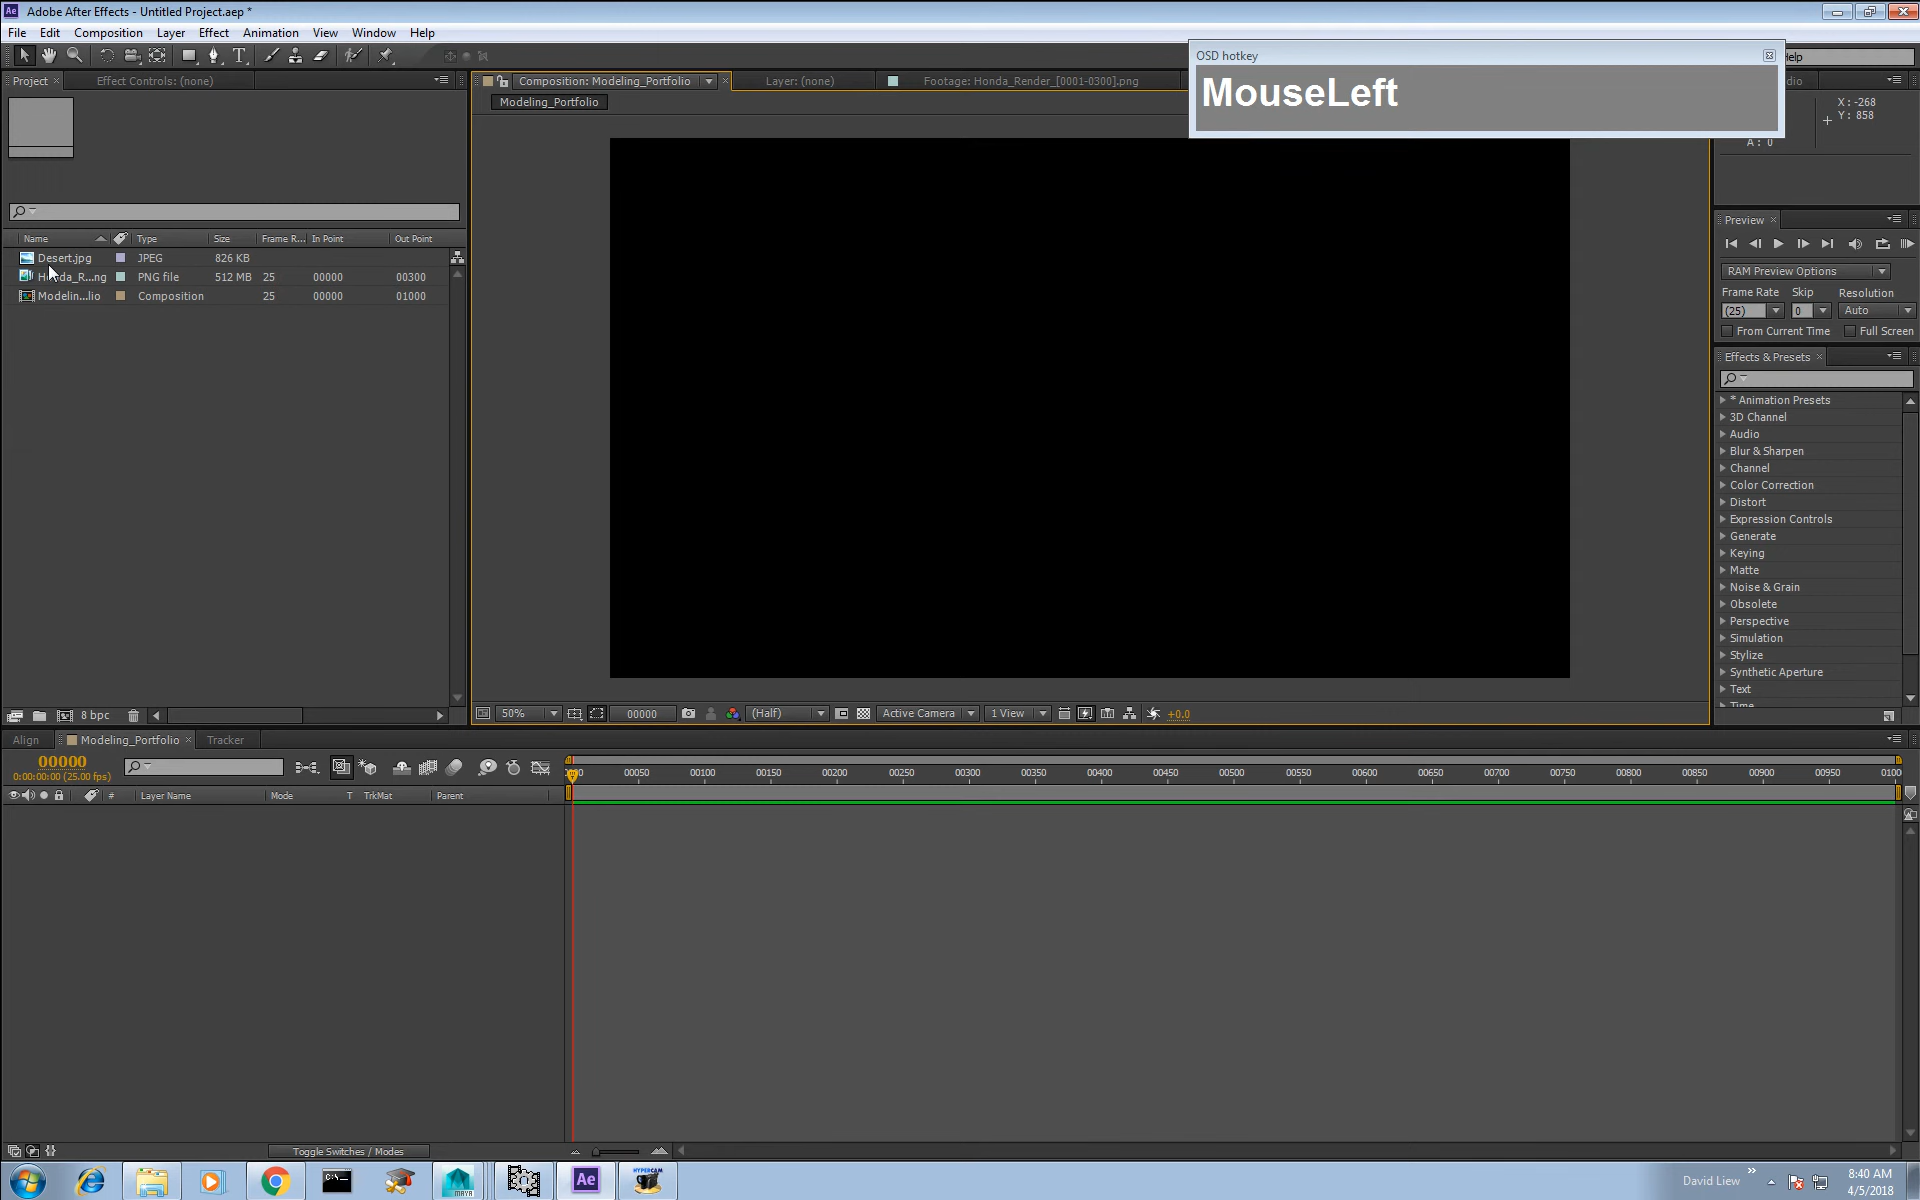 Adobe After Effects - Untitled Project.aep *
File Edit Composition Layer Effect Animation View Window Help
OSD hotkey
MouseLeft
Project
Effect Controls: (none)
Composition: Modeling_Portfolio
Layer: (none)
Footage: Honda_Render_[0001-0300].png
Modeling_Portfolio
X : -268
Y : 858
A : 0
Name Type Size Frame R... In Point Out Point
Desert.jpg JPEG 826 KB
PNG file 512 MB 25 00000 00300
Modelin...lio Composition 25 00000 01000
8 bpc
50% 00000 (Half) Active Camera 1 View +0.0
Preview
RAM Preview Options
Frame Rate Skip Resolution
(25) 0 Auto
From Current Time Full Screen
Effects & Presets
* Animation Presets
3D Channel
Audio
Blur & Sharpen
Channel
Color Correction
Distort
Expression Controls
Generate
Keying
Matte
Noise & Grain
Obsolete
Perspective
Simulation
Stylize
Synthetic Aperture
Text
Time
Align Modeling_Portfolio Tracker
00000
0:00:00:00 (25.00 fps)
# Layer Name Mode T TrkMat Parent
00050 00100 00150 00200 00250 00300 00350 00400 00450 00500 00550 00600 00650 00700 00750 00800 00850 00900 00950 0100
Toggle Switches / Modes
Ae
MAYA
HYPERCAM
David Liew
8:40 AM
4/5/2018